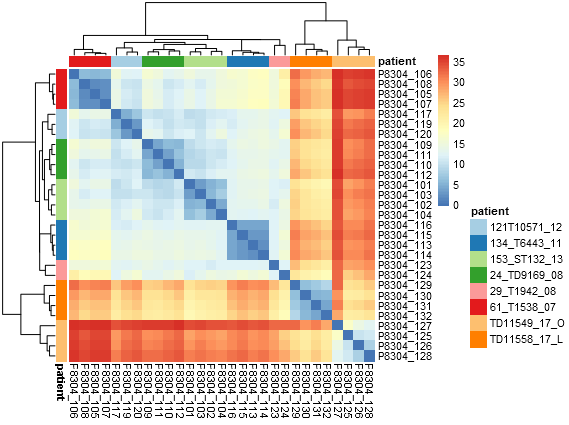 patient
P8304_106
P8304_108
P8304_105
P8304_107
P8304_117
P8304_119
P8304_120
P8304_109
P8304_111
P8304_110
P8304_112
P8304_101
P8304_103
P8304_102
P8304_104
P8304_116
P8304_115
P8304_113
P8304_114
P8304_123
P8304_124
P8304_129
P8304_130
P8304_131
P8304_132
P8304_127
P8304_125
P8304_126
P8304_128
35
30
25
20
15
10
5
0
patient
121T10571_12
134_T6443_11
153_ST132_13
24_TD9169_08
29_T1942_08
61_T1538_07
TD11549_17_O
TD11558_17_L
patient
P8304_106
P8304_108
P8304_105
P8304_107
P8304_117
P8304_119
P8304_120
P8304_109
P8304_111
P8304_110
P8304_112
P8304_101
P8304_103
P8304_102
P8304_104
P8304_116
P8304_115
P8304_113
P8304_114
P8304_123
P8304_124
P8304_129
P8304_130
P8304_131
P8304_132
P8304_127
P8304_125
P8304_126
P8304_128